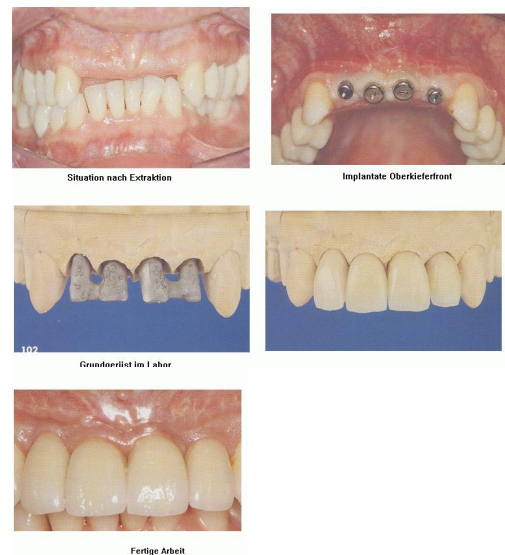 Situation nach Extraktion
Implantate Oberkieferfront
102
Grundgerüst im Labor
Fertige Arbeit